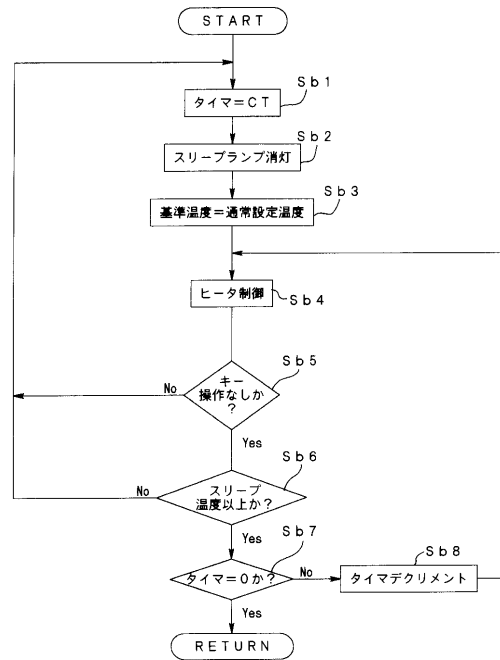 START
Sb1
タイマ=CT
Sb2
スリープランプ消灯
Sb3
基準温度=通常設定温度
ヒータ制御
Sb4
Sb5
キー
操作なしか
?
No
Yes
Sb6
スリープ
温度以上か?
No
Yes
Sb7
タイマ=0か?
No
Sb8
タイマデクリメント
Yes
RETURN